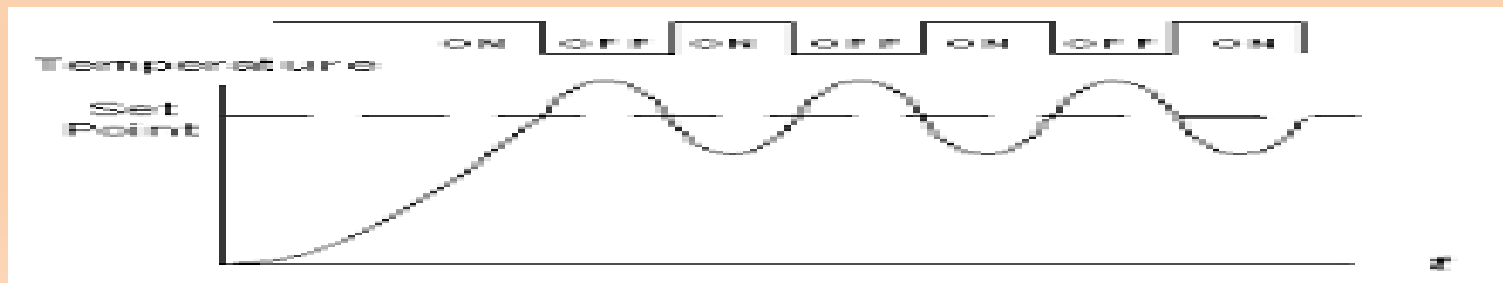 ON OFF ON OFF ON OFF ON
Temperature
Set
Point
t